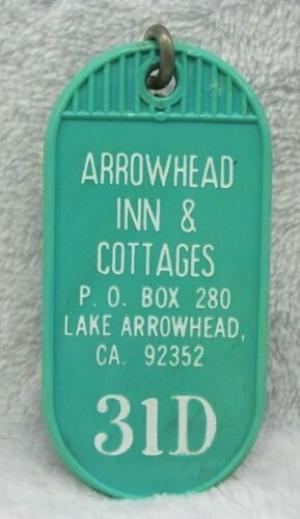 ARROWHEAD
INN &
COTTAGES
P. O. BOX 280
LAKE ARROWHEAD,
CA. 92352
31D